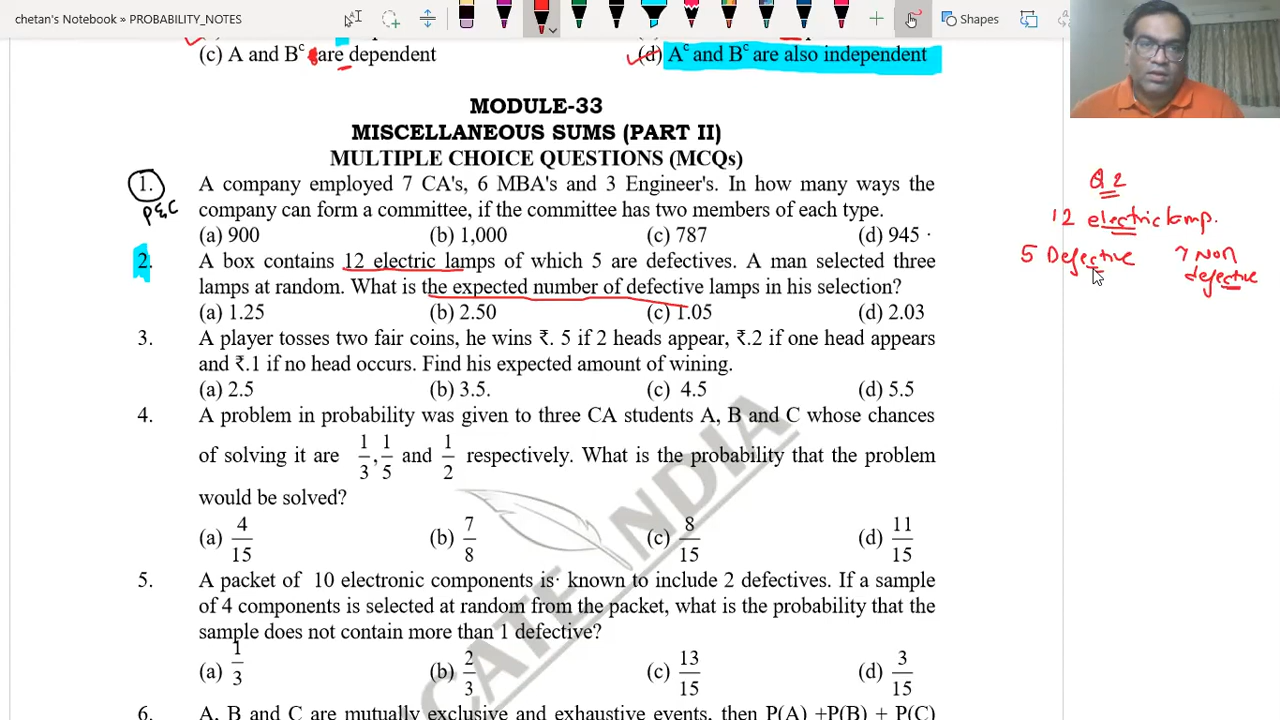 chetan's Notebook » PROBABILITY_NOTES
Shapes
(c) A and Bᶜ are dependent
(d) Aᶜ and Bᶜ are also independent
MODULE-33
MISCELLANEOUS SUMS (PART II)
MULTIPLE CHOICE QUESTIONS (MCQs)
1. A company employed 7 CA's, 6 MBA's and 3 Engineer's. In how many ways the
P&C company can form a committee, if the committee has two members of each type.
(a) 900 (b) 1,000 (c) 787 (d) 945
2. A box contains 12 electric lamps of which 5 are defectives. A man selected three
lamps at random. What is the expected number of defective lamps in his selection?
(a) 1.25 (b) 2.50 (c) 1.05 (d) 2.03
3. A player tosses two fair coins, he wins ₹. 5 if 2 heads appear, ₹.2 if one head appears
and ₹.1 if no head occurs. Find his expected amount of wining.
(a) 2.5 (b) 3.5. (c) 4.5 (d) 5.5
4. A problem in probability was given to three CA students A, B and C whose chances
of solving it are 1/3, 1/5 and 1/2 respectively. What is the probability that the problem
would be solved?
(a) 4/15 (b) 7/8 (c) 8/15 (d) 11/15
5. A packet of 10 electronic components is known to include 2 defectives. If a sample
of 4 components is selected at random from the packet, what is the probability that the
sample does not contain more than 1 defective?
(a) 1/3 (b) 2/3 (c) 13/15 (d) 3/15
6. A, B and C are mutually exclusive and exhaustive events, then P(A) +P(B) + P(C)
Q2
12 electric lamp.
5 Defective 7 Non
defective
CATE INDIA